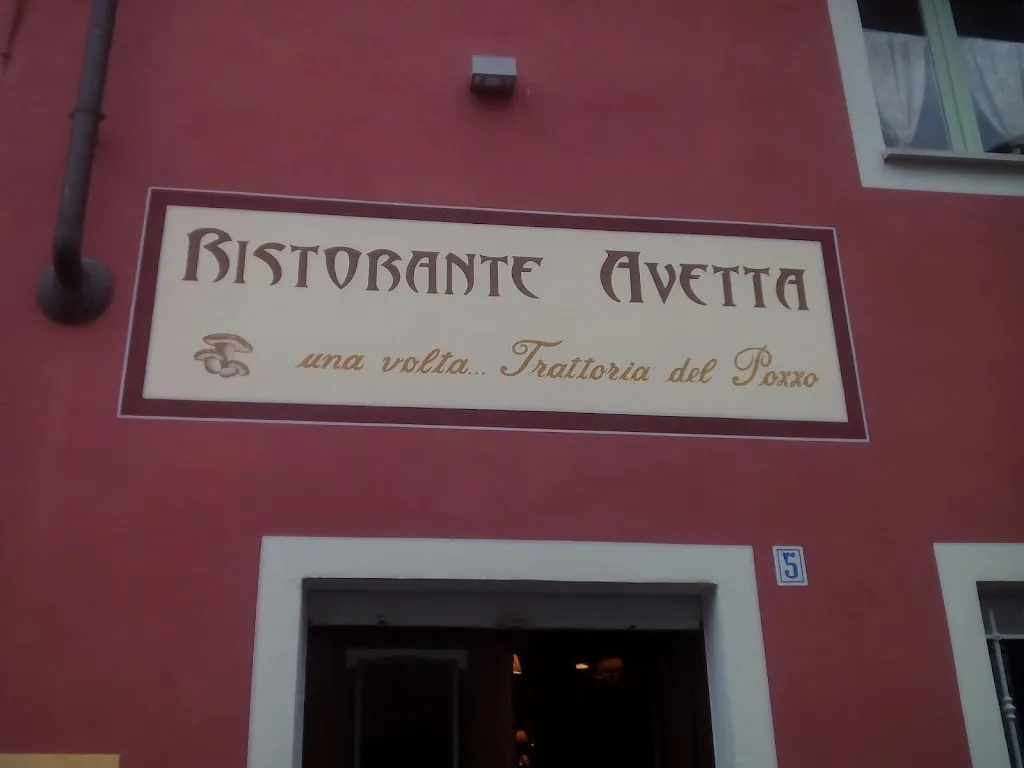 RISTORANTE AVETTA
una volta... Trattoria del Pozzo
5